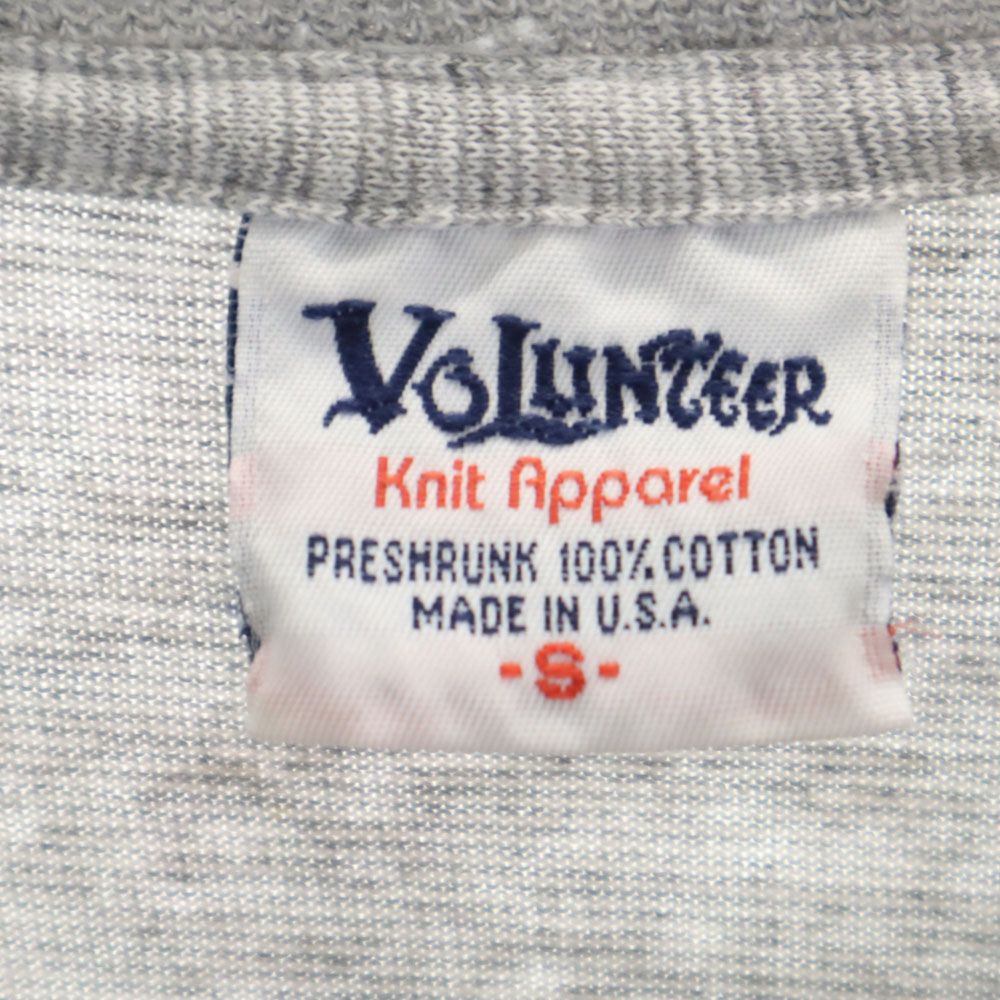 VOLUNTEER
Knit Apparel
PRESHRUNK 100% COTTON
MADE IN U.S.A.
-S-